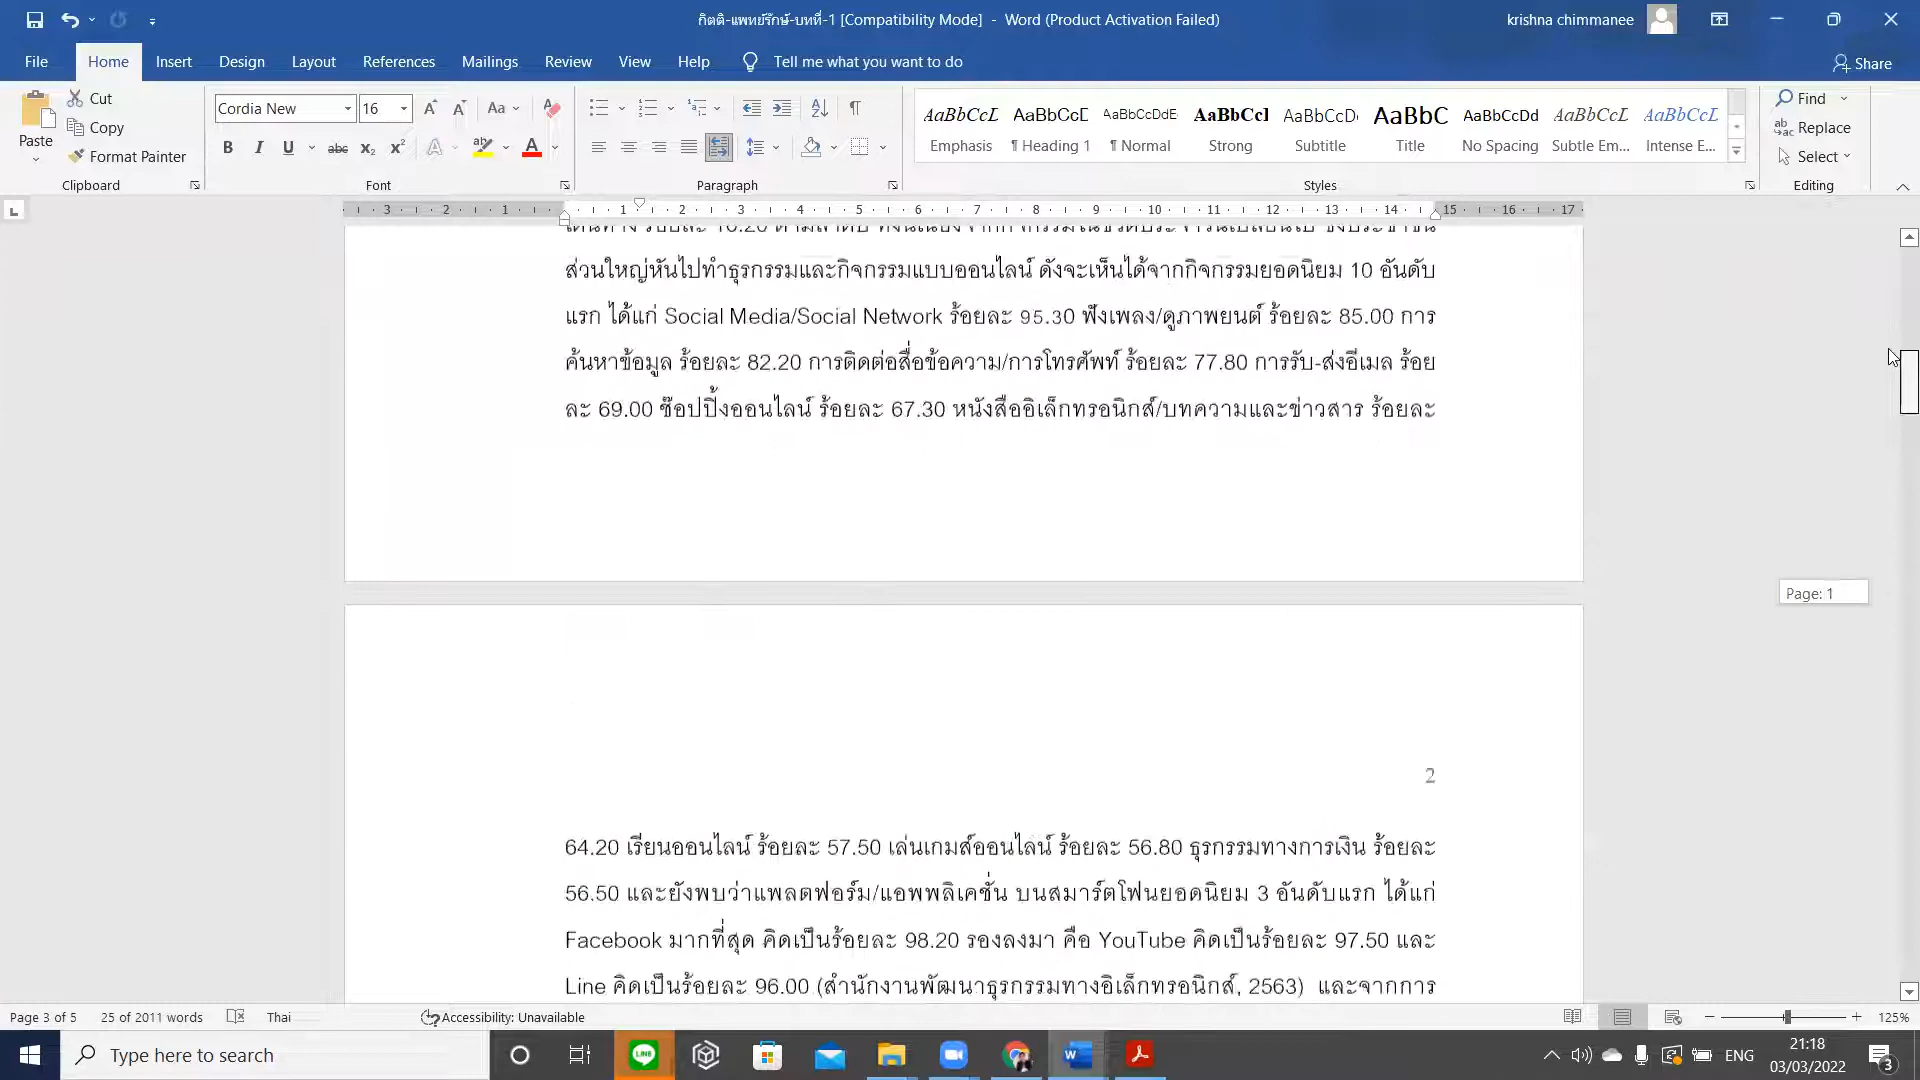 กิตติ-แพทย์รักษ์-บทที่-1 [Compatibility Mode] - Word (Product Activation Failed)
krishna chimmanee
File Home Insert Design Layout References Mailings Review View Help Tell me what you want to do
Share
Cut
Copy
Format Painter
Paste
Clipboard
Cordia New 16
Font
Paragraph
AaBbCcL AaBbCcD AaBbCcDdE AaBbCcI AaBbCcDc AaBbC AaBbCcDd AaBbCcL AaBbCcL
Emphasis ¶ Heading 1 ¶ Normal Strong Subtitle Title No Spacing Subtle Em... Intense E...
Styles
Find
Replace
Select
Editing
3 2 1 1 2 3 4 5 6 7 8 9 10 11 12 13 14 15 16 17
ส่วนใหญ่หันไปทำธุรกรรมและกิจกรรมแบบออนไลน์ ดังจะเห็นได้จากกิจกรรมยอดนิยม 10 อันดับ
แรก ได้แก่ Social Media/Social Network ร้อยละ 95.30 ฟังเพลง/ดูภาพยนต์ ร้อยละ 85.00 การ
ค้นหาข้อมูล ร้อยละ 82.20 การติดต่อสื่อข้อความ/การโทรศัพท์ ร้อยละ 77.80 การรับ-ส่งอีเมล ร้อย
ละ 69.00 ช๊อปปิ้งออนไลน์ ร้อยละ 67.30 หนังสืออิเล็กทรอนิกส์/บทความและข่าวสาร ร้อยละ
Page: 1
2
64.20 เรียนออนไลน์ ร้อยละ 57.50 เล่นเกมส์ออนไลน์ ร้อยละ 56.80 ธุรกรรมทางการเงิน ร้อยละ
56.50 และยังพบว่าแพลตฟอร์ม/แอพพลิเคชั่น บนสมาร์ตโฟนยอดนิยม 3 อันดับแรก ได้แก่
Facebook มากที่สุด คิดเป็นร้อยละ 98.20 รองลงมา คือ YouTube คิดเป็นร้อยละ 97.50 และ
Line คิดเป็นร้อยละ 96.00 (สำนักงานพัฒนาธุรกรรมทางอิเล็กทรอนิกส์, 2563) และจากการ
Page 3 of 5 25 of 2011 words Thai Accessibility: Unavailable
125%
Type here to search
LINE
ENG
21:18
03/03/2022
3